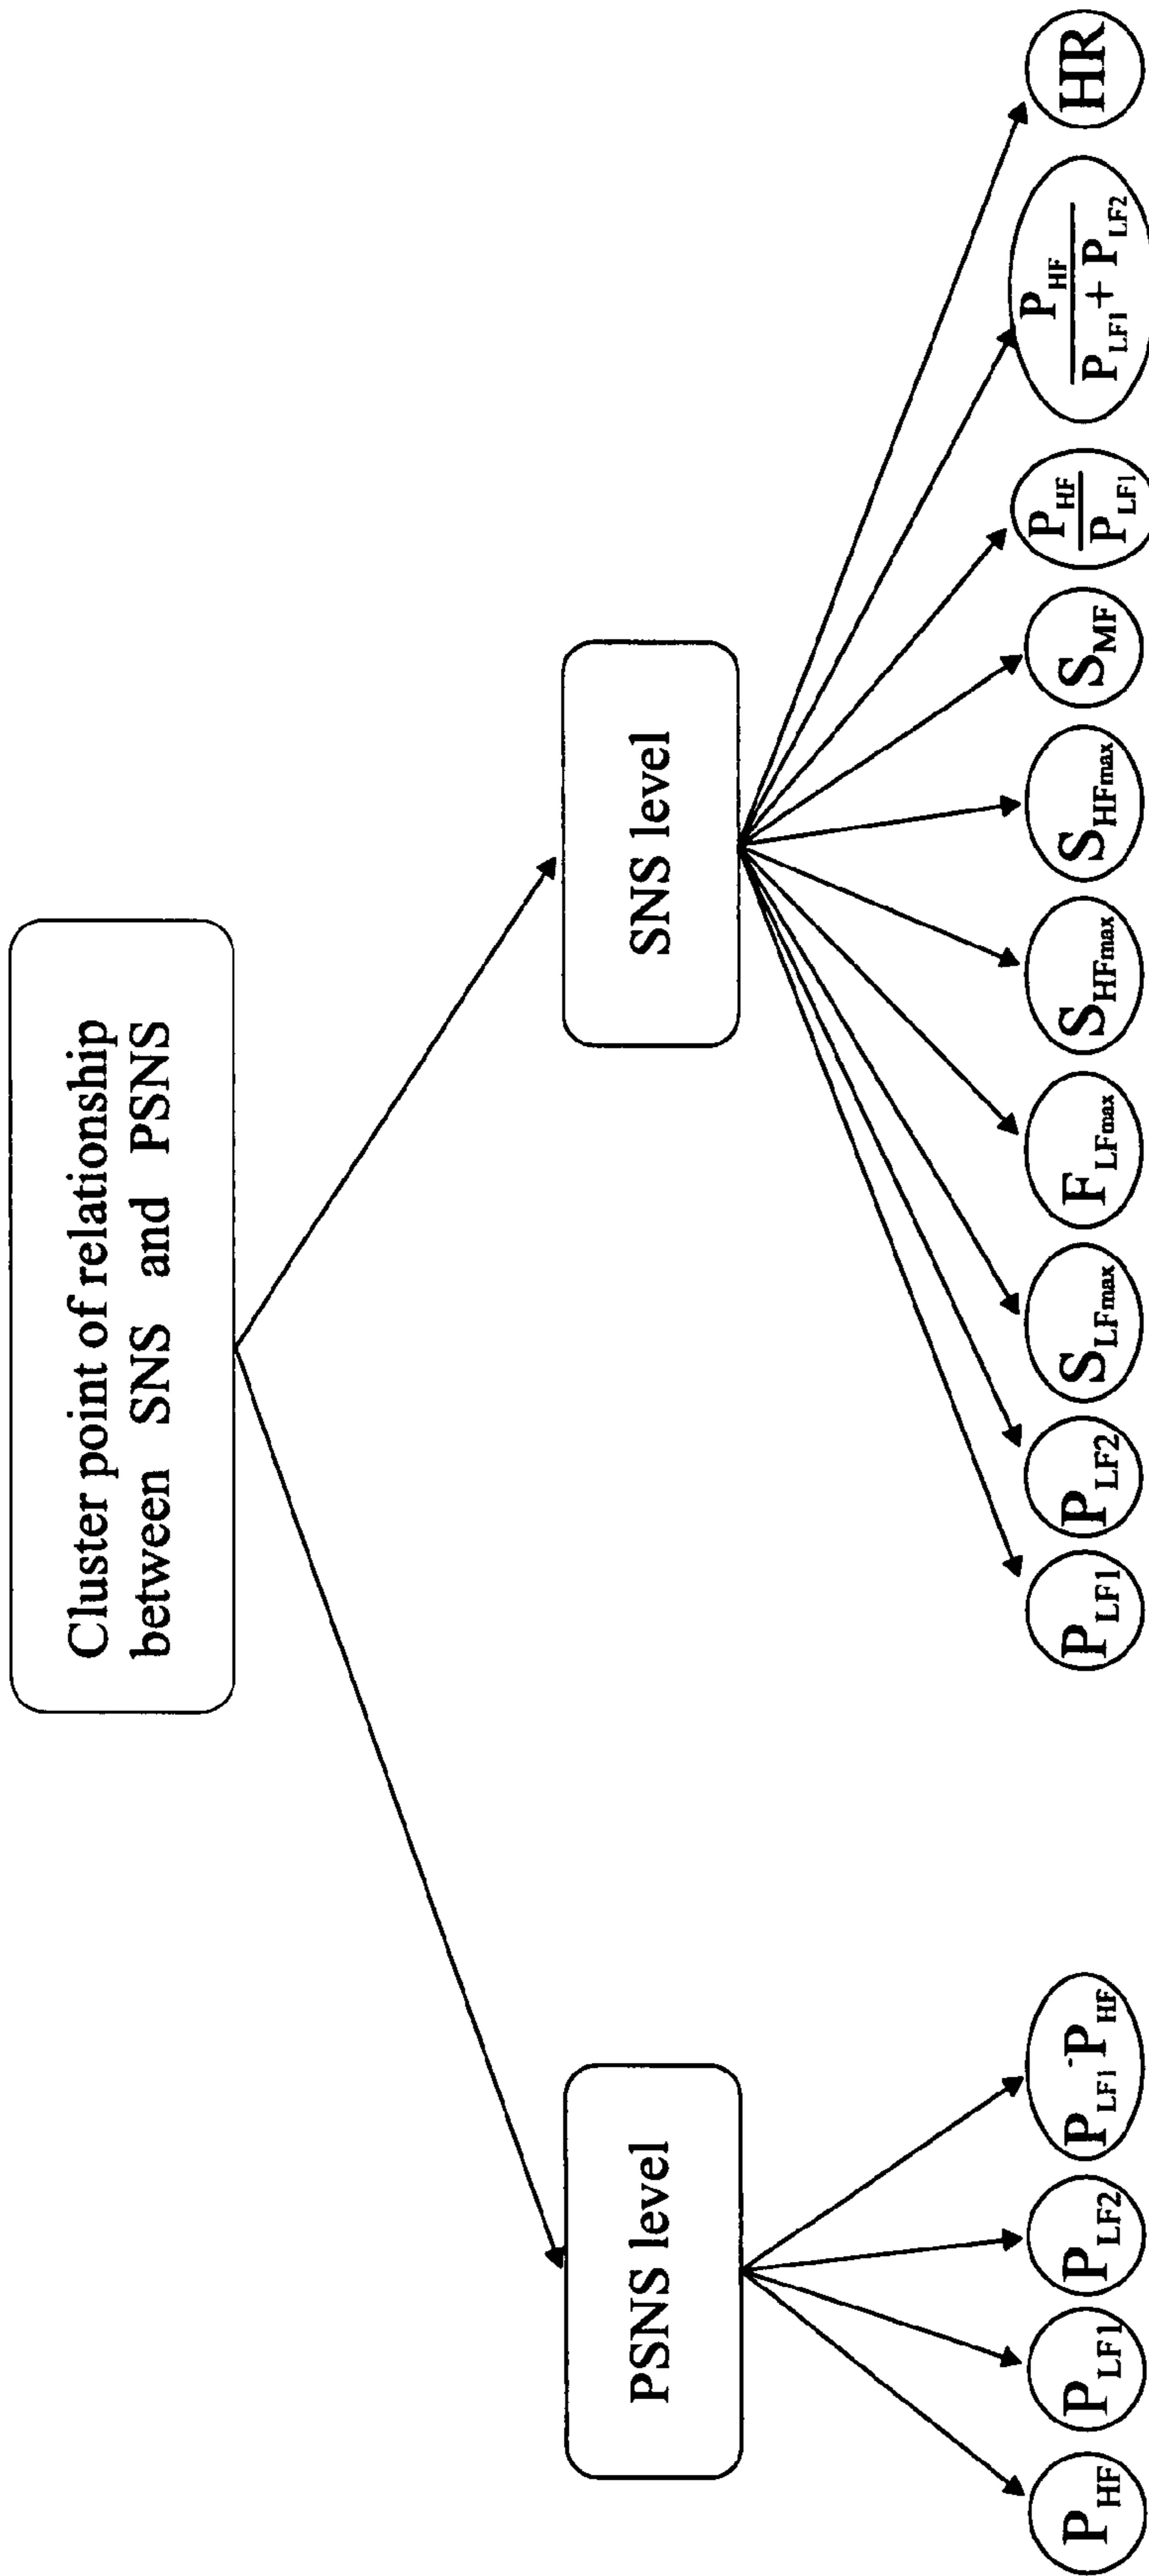 Cluster point of relationship
between SNS and PSNS
PSNS level
SNS level
P_HF
P_LF1
P_LF2
P_LF1-P_HF
P_LF1
P_LF2
S_LFmax
F_LFmax
S_HFmax
S_HFmax
S_MF
P_HF
P_LF1
P_HF
P_LF1 + P_LF2
HR